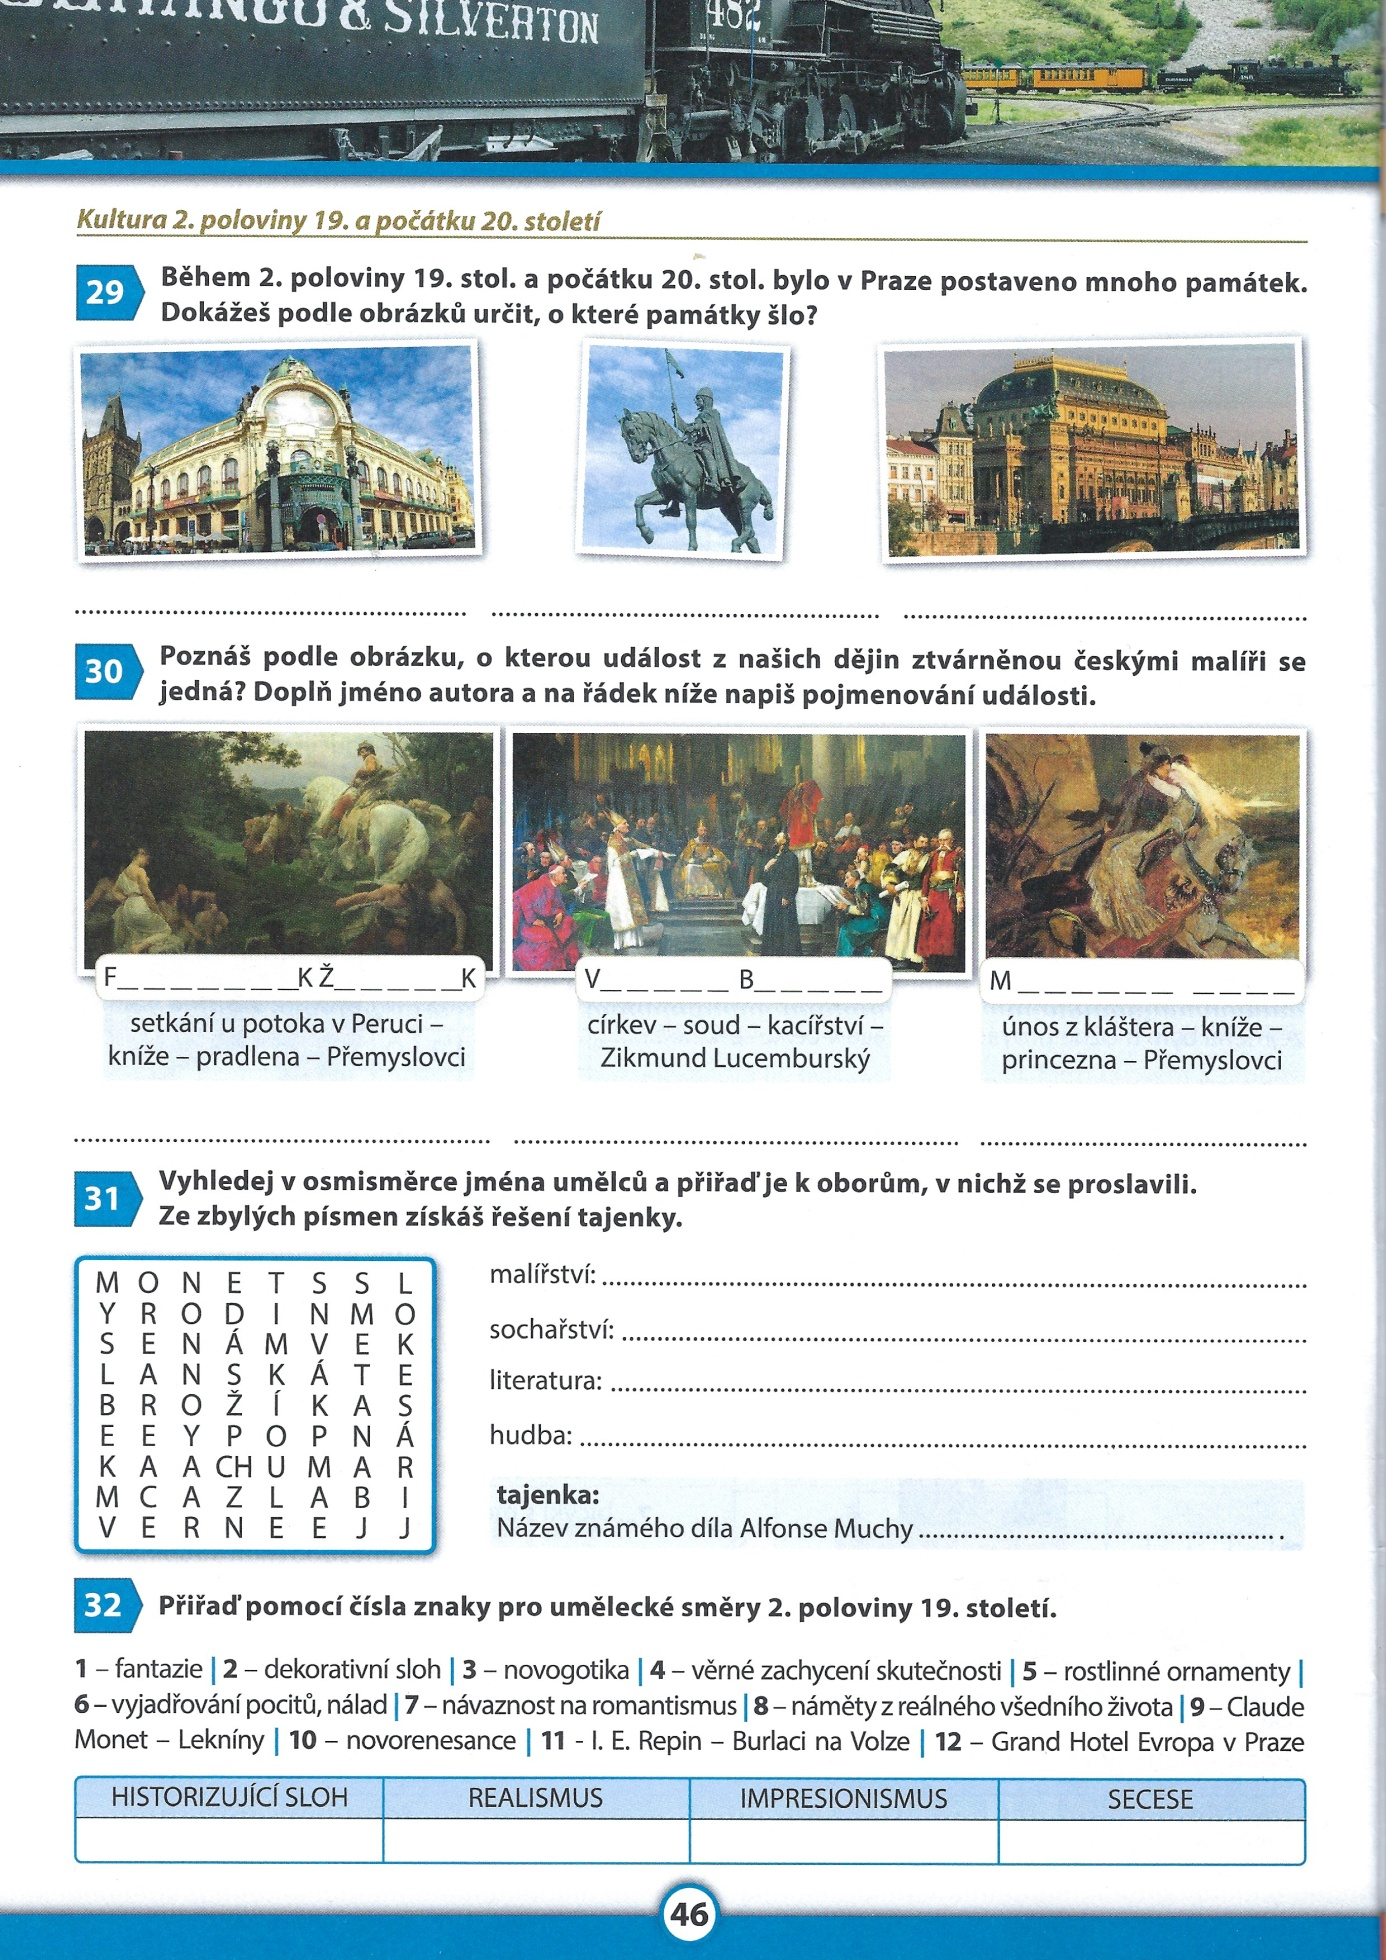 & SILVERTON
482
Kultura 2. poloviny 19. a počátku 20. století
29
Během 2. poloviny 19. stol. a počátku 20. stol. bylo v Praze postaveno mnoho památek.
Dokážeš podle obrázků určit, o které památky šlo?
30
Poznáš podle obrázku, o kterou událost z našich dějin ztvárněnou českými malíři se
jedná? Doplň jméno autora a na řádek níže napiš pojmenování události.
F_ _ _ _ _ _ _K Ž_ _ _ _ _K
V_ _ _ _ _ B_ _ _ _ _
M _ _ _ _ _ _ _ _ _ _
setkání u potoka v Peruci –
kníže – pradlena – Přemyslovci
církev – soud – kacířství –
Zikmund Lucemburský
únos z kláštera – kníže –
princezna – Přemyslovci
31
Vyhledej v osmisměrce jména umělců a přiřaď je k oborům, v nichž se proslavili.
Ze zbylých písmen získáš řešení tajenky.
M O N E T S S L
Y R O D I N M O
S E N Á M V E K
L A N S K Á T E
B R O Ž Í K A S
E E Y P O P N Á
K A A CH U M A R
M C A Z L A B I
V E R N E E J J
malířství:
sochařství:
literatura:
hudba:
tajenka:
Název známého díla Alfonse Muchy .
32
Přiřaď pomocí čísla znaky pro umělecké směry 2. poloviny 19. století.
1 – fantazie | 2 – dekorativní sloh | 3 – novogotika | 4 – věrné zachycení skutečnosti | 5 – rostlinné ornamenty |
6 – vyjadřování pocitů, nálad | 7 – návaznost na romantismus | 8 – náměty z reálného všedního života | 9 – Claude
Monet – Lekníny | 10 – novorenesance | 11 - I. E. Repin – Burlaci na Volze | 12 – Grand Hotel Evropa v Praze
HISTORIZUJÍCÍ SLOH
REALISMUS
IMPRESIONISMUS
SECESE
46